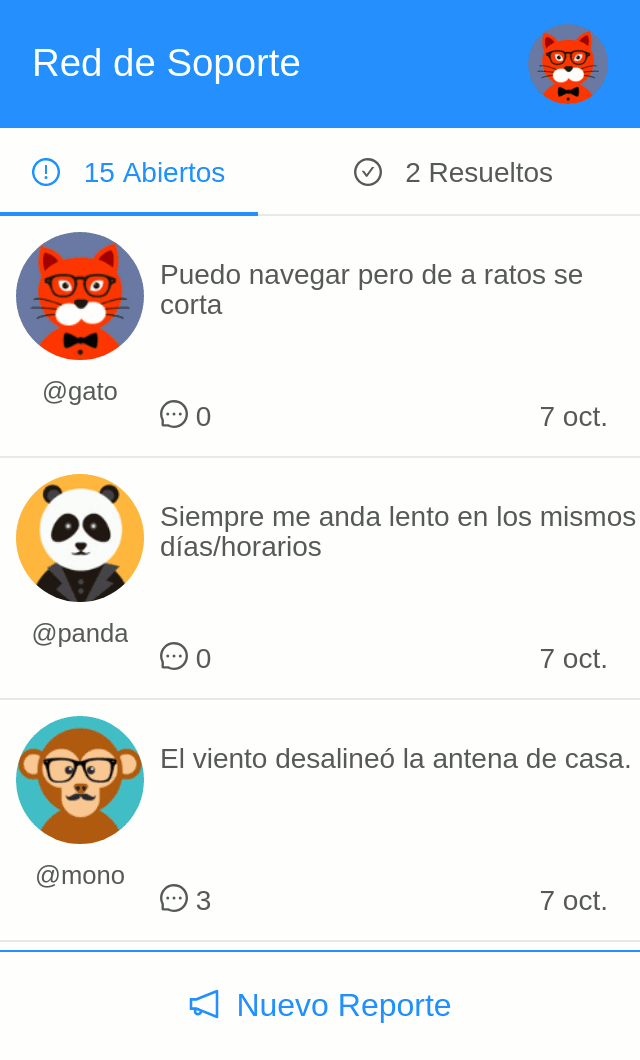 Red de Soporte
15 Abiertos
2 Resueltos
Puedo navegar pero de a ratos se
corta
@gato
0
7 oct.
Siempre me anda lento en los mismos
días/horarios
@panda
0
7 oct.
El viento desalineó la antena de casa.
@mono
3
7 oct.
Nuevo Reporte